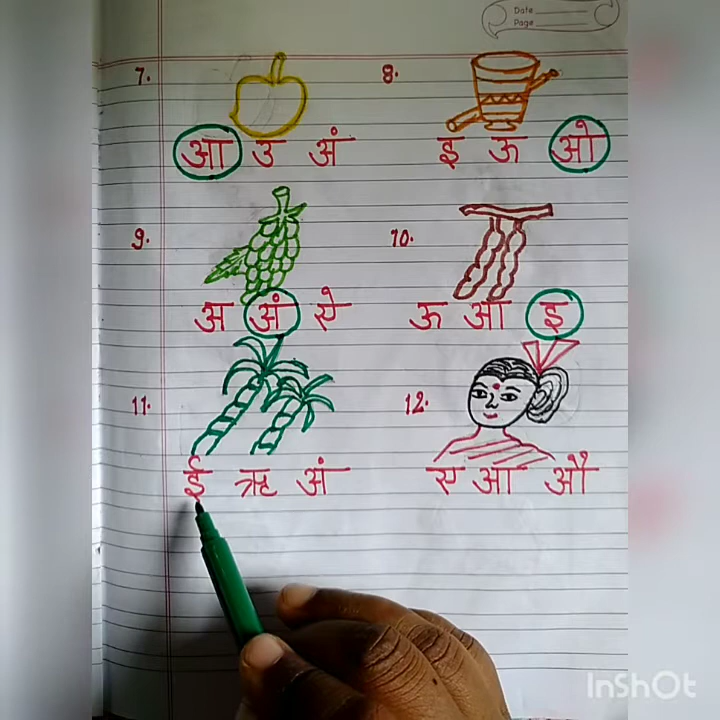 Date
Page
7. 8.
आ उ अं इ ऊ ओ
9. 10.
अ अं ऐ ऊ आ इ
11. 12.
ई ऋ अं ए आ औ
InShOt